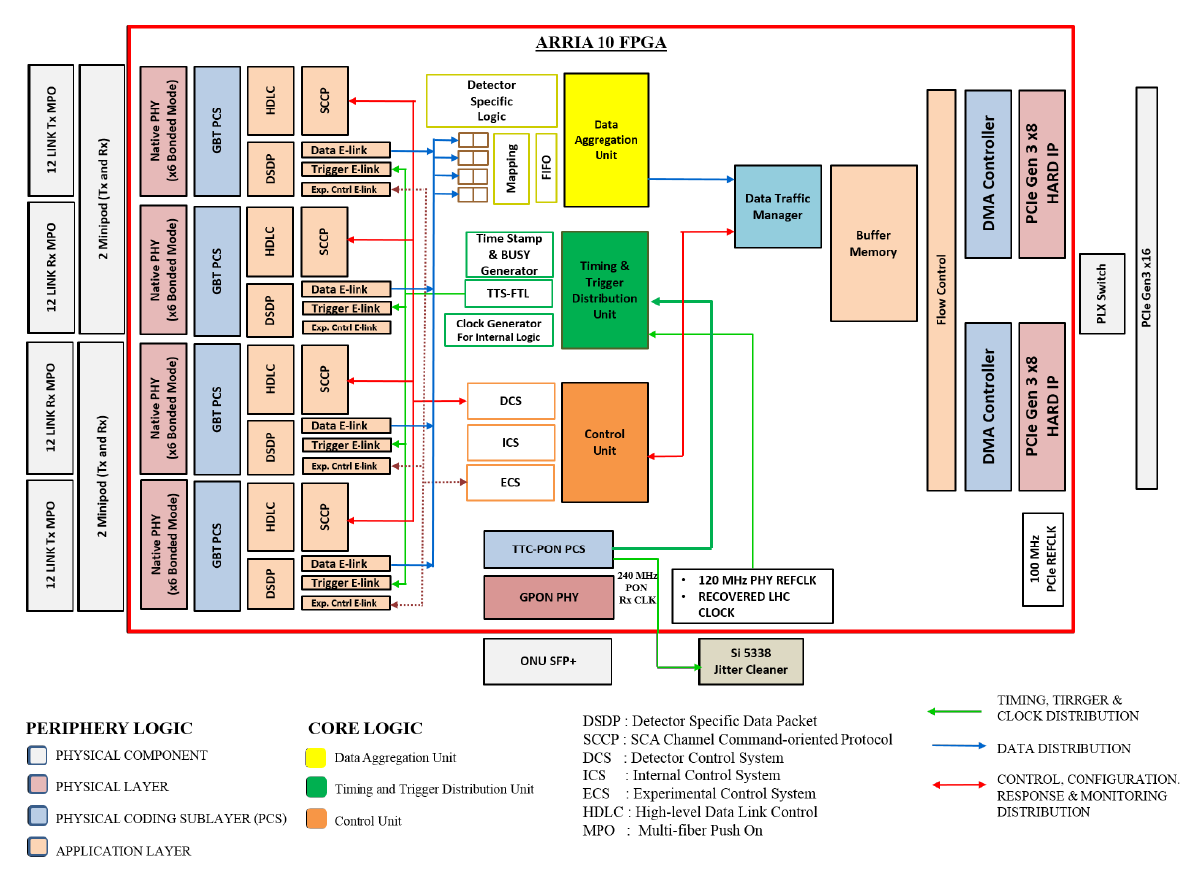 ARRIA 10 FPGA
12 LINK Tx MPO
12 LINK Rx MPO
2 Minipod (Tx and Rx)
12 LINK Rx MPO
12 LINK Tx MPO
2 Minipod (Tx and Rx)
Native PHY
(x6 Bonded Mode)
GBT PCS
HDLC
DSDP
SCCP
Data E-link
Trigger E-link
Exp. Cntrl E-link
Native PHY
(x6 Bonded Mode)
GBT PCS
HDLC
DSDP
SCCP
Data E-link
Trigger E-link
Exp. Cntrl E-link
Native PHY
(x6 Bonded Mode)
GBT PCS
HDLC
DSDP
SCCP
Data E-link
Trigger E-link
Exp. Cntrl E-link
Native PHY
(x6 Bonded Mode)
GBT PCS
HDLC
DSDP
SCCP
Data E-link
Trigger E-link
Exp. Cntrl E-link
Detector
Specific
Logic
Mapping
FIFO
Data
Aggregation
Unit
Time Stamp
& BUSY
Generator
TTS-FTL
Clock Generator
For Internal Logic
Timing &
Trigger
Distribution
Unit
DCS
ICS
ECS
Control
Unit
TTC-PON PCS
GPON PHY
240 MHz
PON
Rx CLK
• 120 MHz PHY REFCLK
• RECOVERED LHC
CLOCK
ONU SFP+
Si 5338
Jitter Cleaner
Data Traffic
Manager
Buffer
Memory
Flow Control
DMA Controller
PCIe Gen 3 x8
HARD IP
DMA Controller
PCIe Gen 3 x8
HARD IP
100 MHz
PCIe REFCLK
PLX Switch
PCIe Gen3 x16
PERIPHERY LOGIC
PHYSICAL COMPONENT
PHYSICAL LAYER
PHYSICAL CODING SUBLAYER (PCS)
APPLICATION LAYER
CORE LOGIC
Data Aggregation Unit
Timing and Trigger Distribution Unit
Control Unit
DSDP : Detector Specific Data Packet
SCCP : SCA Channel Command-oriented Protocol
DCS : Detector Control System
ICS : Internal Control System
ECS : Experimental Control System
HDLC : High-level Data Link Control
MPO : Multi-fiber Push On
TIMING, TIRRGER &
CLOCK DISTRIBUTION
DATA DISTRIBUTION
CONTROL, CONFIGURATION,
RESPONSE & MONITORING
DISTRIBUTION